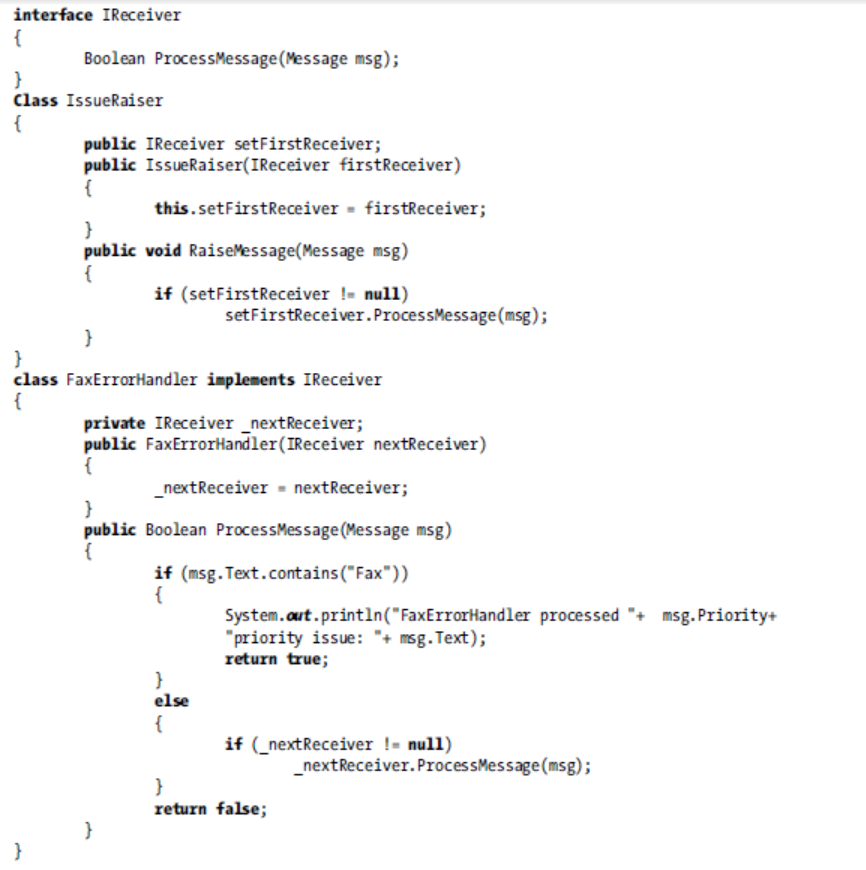 interface IReceiver
{
Boolean ProcessMessage(Message msg);
}
Class IssueRaiser
{
public IReceiver setFirstReceiver;
public IssueRaiser(IReceiver firstReceiver)
{
this.setFirstReceiver = firstReceiver;
}
public void RaiseMessage(Message msg)
{
if (setFirstReceiver != null)
setFirstReceiver.ProcessMessage(msg);
}
}
class FaxErrorHandler implements IReceiver
{
private IReceiver _nextReceiver;
public FaxErrorHandler(IReceiver nextReceiver)
{
_nextReceiver = nextReceiver;
}
public Boolean ProcessMessage(Message msg)
{
if (msg.Text.contains("Fax"))
{
System.out.println("FaxErrorHandler processed "+  msg.Priority+
"priority issue: "+ msg.Text);
return true;
}
else
{
if (_nextReceiver != null)
_nextReceiver.ProcessMessage(msg);
}
return false;
}
}